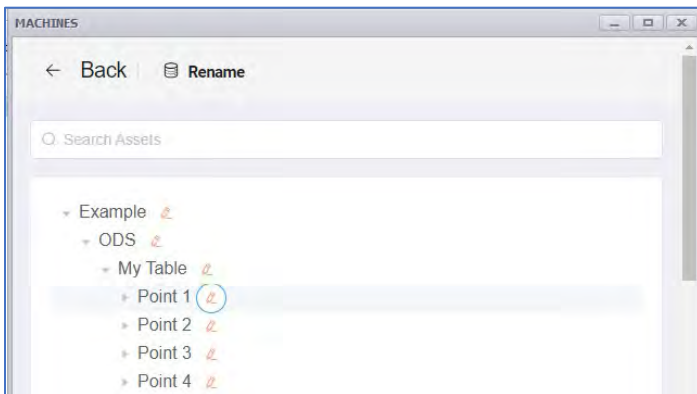 MACHINES
Back Rename
Search Assets
Example
ODS
My Table
Point 1
Point 2
Point 3
Point 4